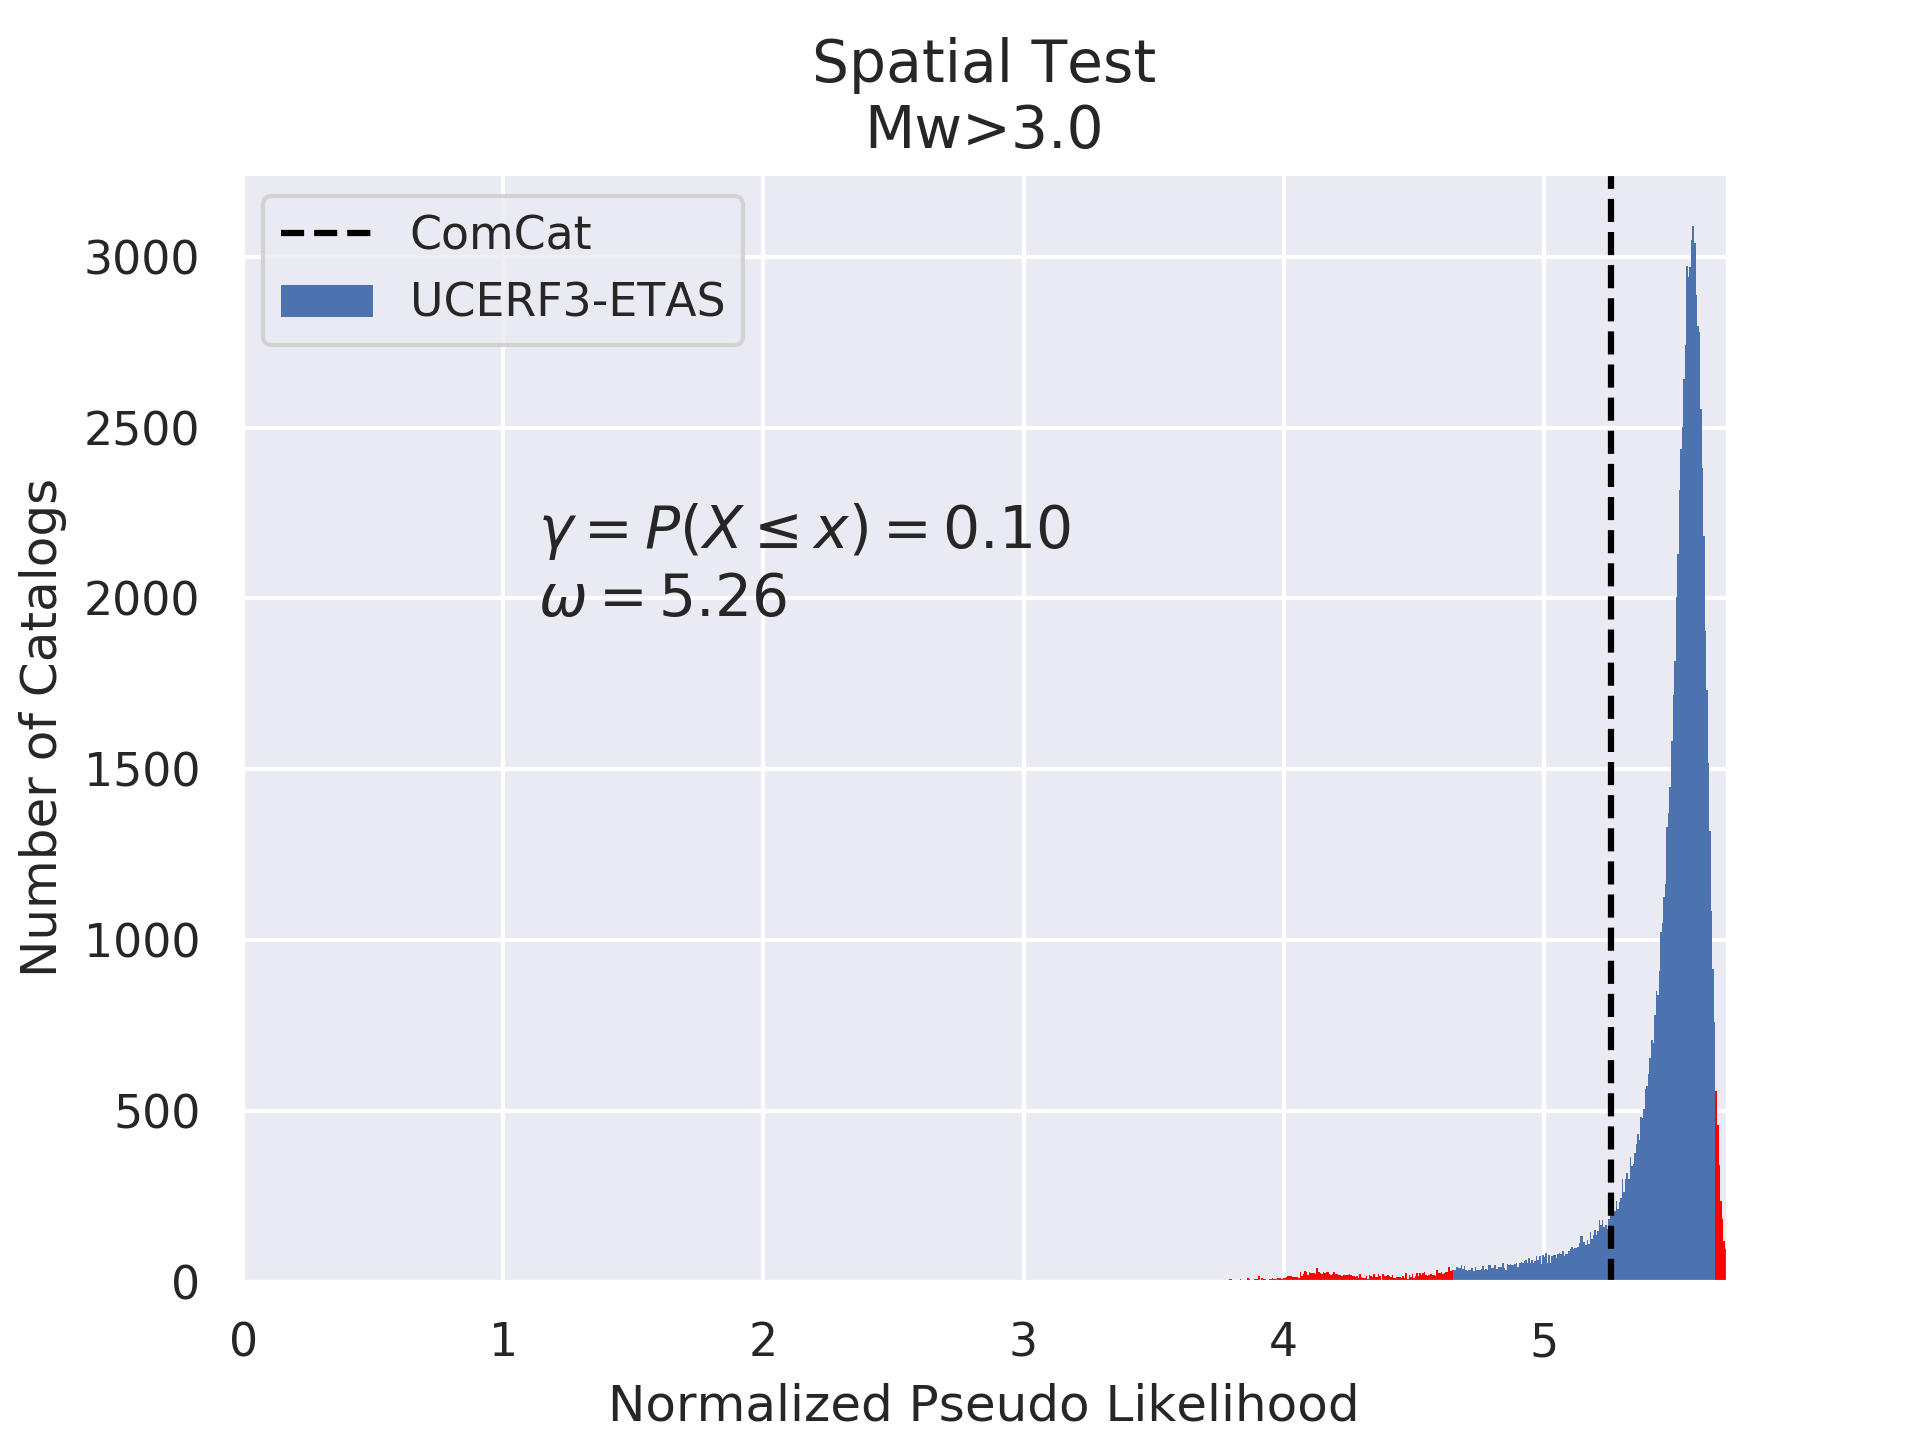 Spatial Test
Mw>3.0
ComCat
UCERF3-ETAS
3000
2500
2000
1500
1000
500
0
Number of Catalogs
γ = P(X ≤ x) = 0.10
ω = 5.26
0 1 2 3 4 5
Normalized Pseudo Likelihood